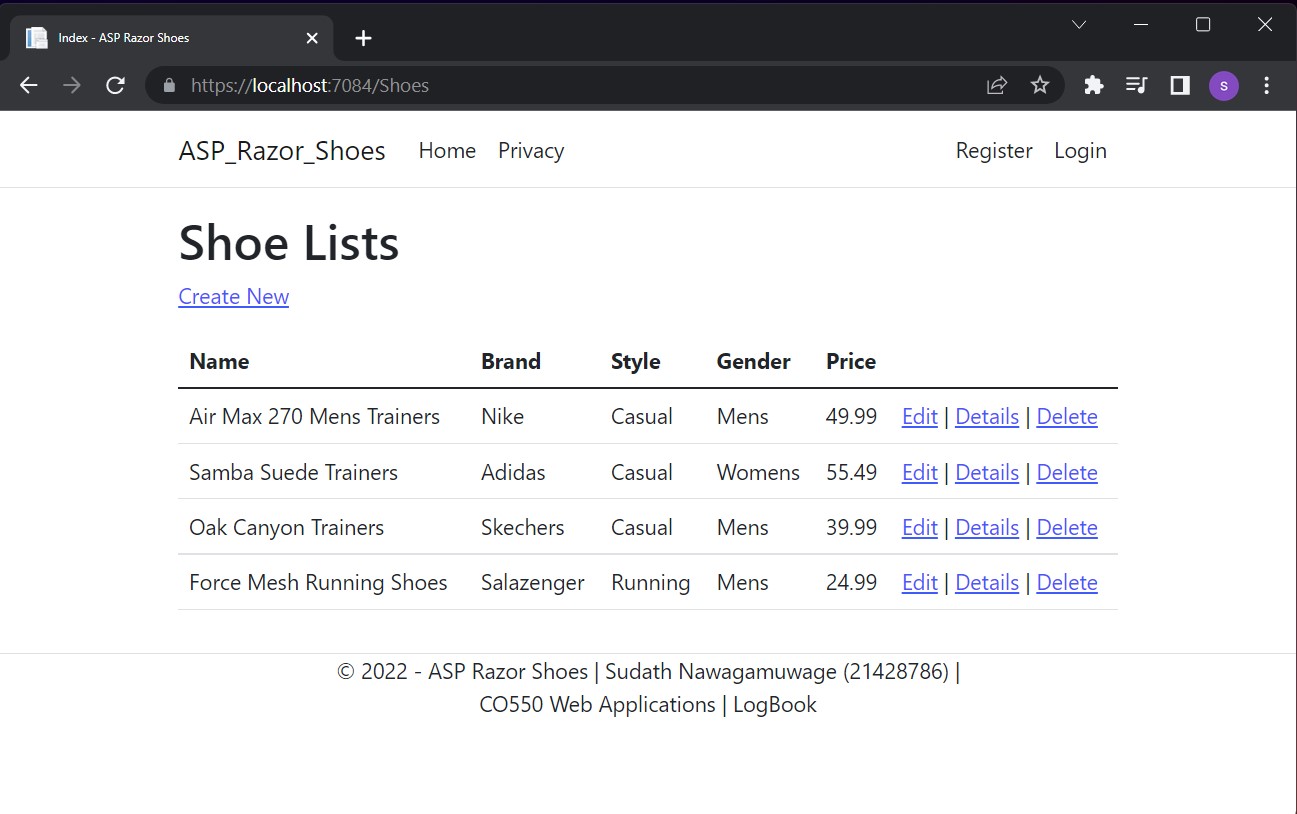 Index - ASP Razor Shoes
https://localhost:7084/Shoes
S
ASP_Razor_Shoes Home Privacy Register Login
Shoe Lists
Create New
Name Brand Style Gender Price
Air Max 270 Mens Trainers Nike Casual Mens 49.99 Edit | Details | Delete
Samba Suede Trainers Adidas Casual Womens 55.49 Edit | Details | Delete
Oak Canyon Trainers Skechers Casual Mens 39.99 Edit | Details | Delete
Force Mesh Running Shoes Salazenger Running Mens 24.99 Edit | Details | Delete
© 2022 - ASP Razor Shoes | Sudath Nawagamuwage (21428786) |
CO550 Web Applications | LogBook